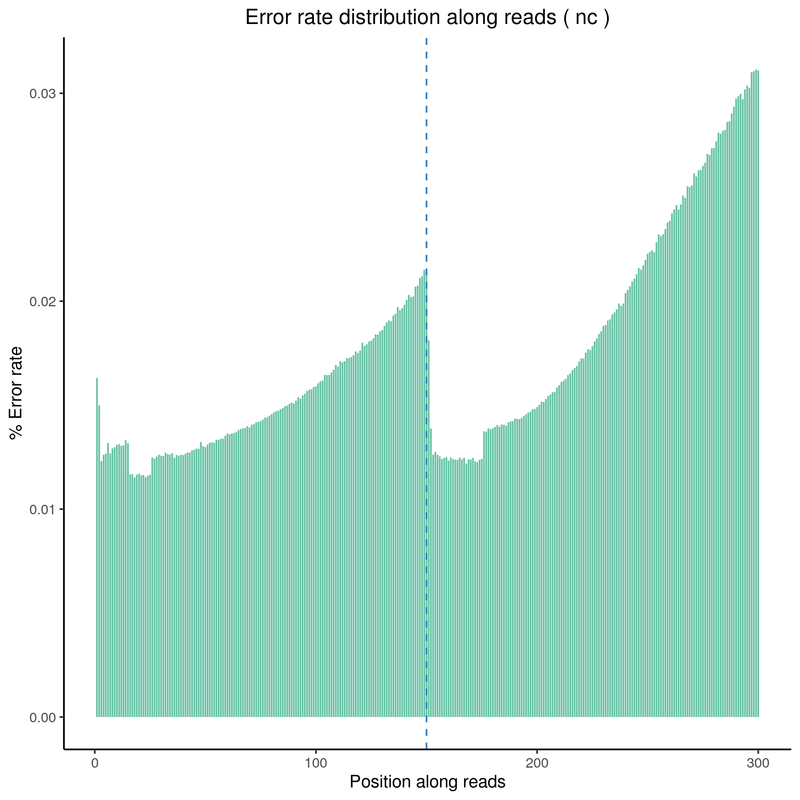 Error rate distribution along reads ( nc )
% Error rate
0.03
0.02
0.01
0.00
0
100
200
300
Position along reads